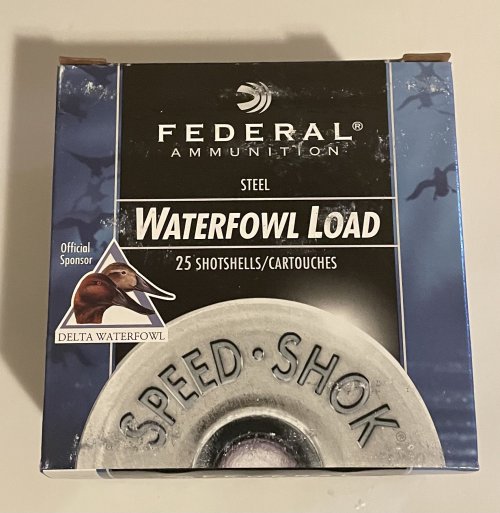 FEDERAL®
AMMUNITION
STEEL
WATERFOWL LOAD
25 SHOTSHELLS/CARTOUCHES
Official
Sponsor
DELTA WATERFOWL
SPEED • SHOK®